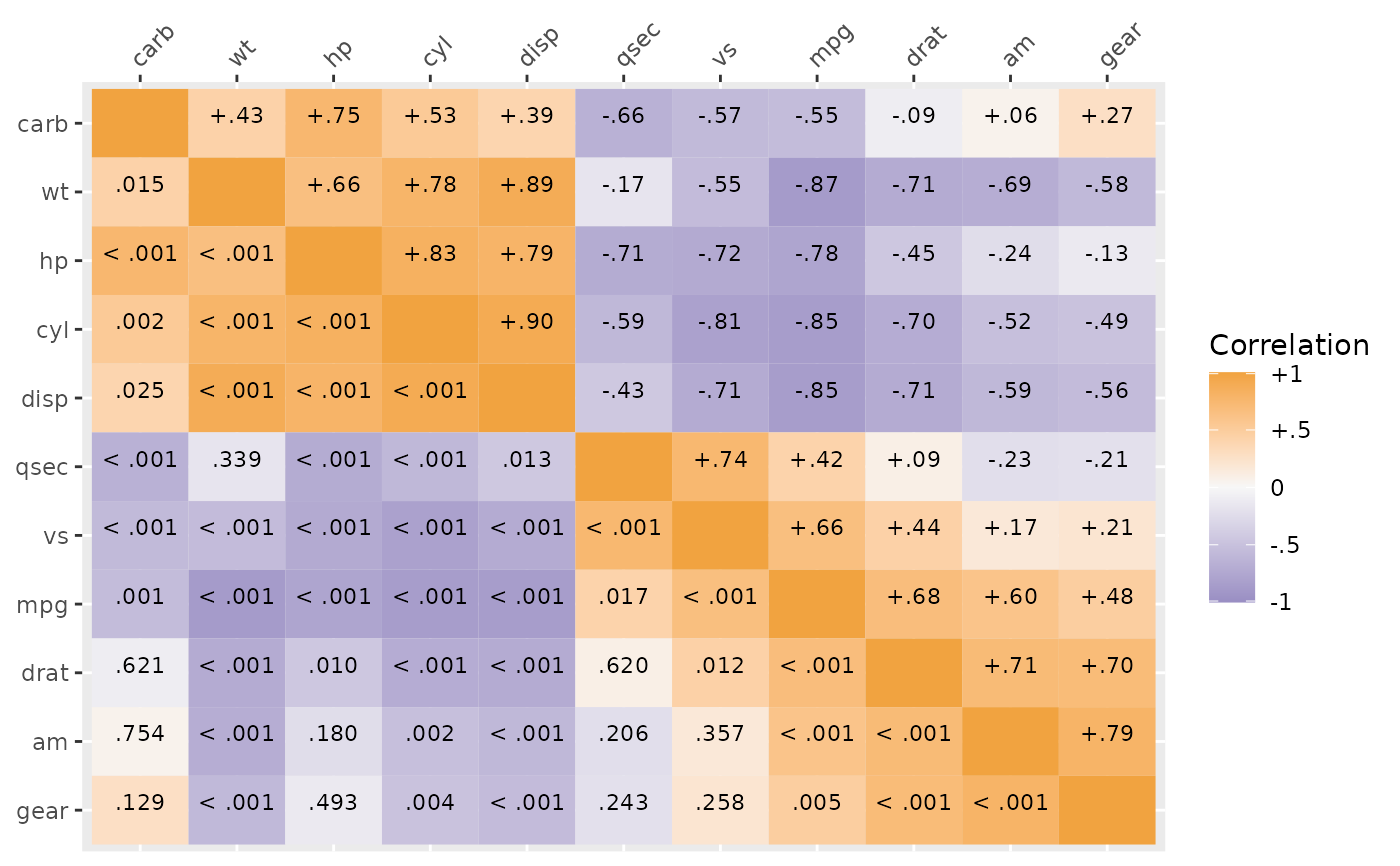 carb wt hp cyl disp qsec vs mpg drat am gear
carb +.43 +.75 +.53 +.39 -.66 -.57 -.55 -.09 +.06 +.27
wt .015 +.66 +.78 +.89 -.17 -.55 -.87 -.71 -.69 -.58
hp < .001 < .001 +.83 +.79 -.71 -.72 -.78 -.45 -.24 -.13
cyl .002 < .001 < .001 +.90 -.59 -.81 -.85 -.70 -.52 -.49
disp .025 < .001 < .001 < .001 -.43 -.71 -.85 -.71 -.59 -.56
qsec < .001 .339 < .001 < .001 .013 +.74 +.42 +.09 -.23 -.21
vs < .001 < .001 < .001 < .001 < .001 < .001 +.66 +.44 +.17 +.21
mpg .001 < .001 < .001 < .001 < .001 .017 < .001 +.68 +.60 +.48
drat .621 < .001 .010 < .001 < .001 .620 .012 < .001 +.71 +.70
am .754 < .001 .180 .002 < .001 .206 .357 < .001 < .001 +.79
gear .129 < .001 .493 .004 < .001 .243 .258 .005 < .001 < .001
Correlation
+1
+.5
0
-.5
-1